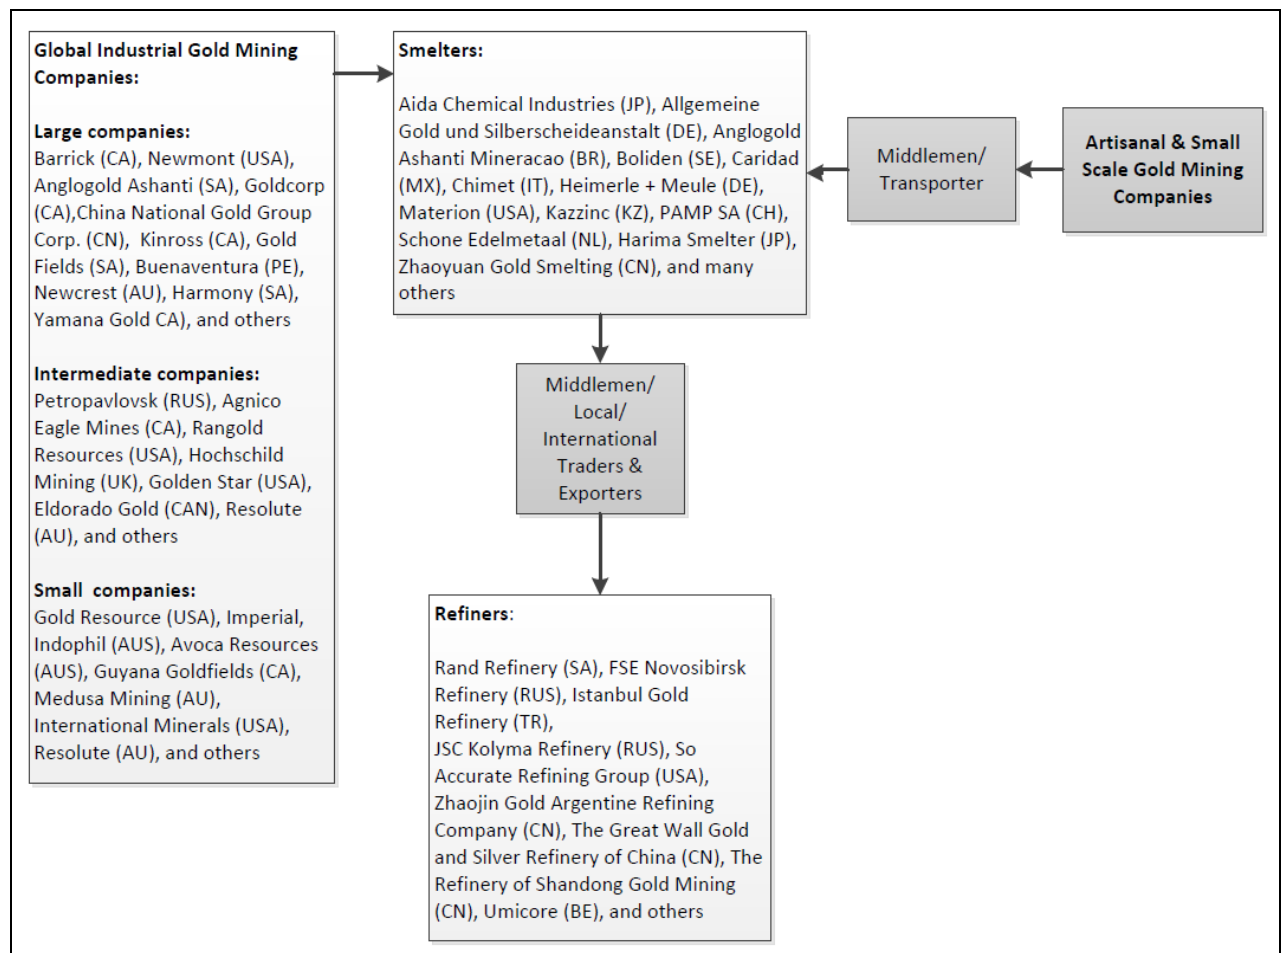 Global Industrial Gold Mining
Companies:
Large companies:
Barrick (CA), Newmont (USA),
Anglogold Ashanti (SA), Goldcorp
(CA),China National Gold Group
Corp. (CN), Kinross (CA), Gold
Fields (SA), Buenaventura (PE),
Newcrest (AU), Harmony (SA),
Yamana Gold CA), and others
Intermediate companies:
Petropavlovsk (RUS), Agnico
Eagle Mines (CA), Rangold
Resources (USA), Hochschild
Mining (UK), Golden Star (USA),
Eldorado Gold (CAN), Resolute
(AU), and others
Small companies:
Gold Resource (USA), Imperial,
Indophil (AUS), Avoca Resources
(AUS), Guyana Goldfields (CA),
Medusa Mining (AU),
International Minerals (USA),
Resolute (AU), and others
Smelters:
Aida Chemical Industries (JP), Allgemeine
Gold und Silberscheideanstalt (DE), Anglogold
Ashanti Mineracao (BR), Boliden (SE), Caridad
(MX), Chimet (IT), Heimerle + Meule (DE),
Materion (USA), Kazzinc (KZ), PAMP SA (CH),
Schone Edelmetaal (NL), Harima Smelter (JP),
Zhaoyuan Gold Smelting (CN), and many
others
Middlemen/
Transporter
Artisanal & Small
Scale Gold Mining
Companies
Middlemen/
Local/
International
Traders &
Exporters
Refiners:
Rand Refinery (SA), FSE Novosibirsk
Refinery (RUS), Istanbul Gold
Refinery (TR),
JSC Kolyma Refinery (RUS), So
Accurate Refining Group (USA),
Zhaojin Gold Argentine Refining
Company (CN), The Great Wall Gold
and Silver Refinery of China (CN), The
Refinery of Shandong Gold Mining
(CN), Umicore (BE), and others